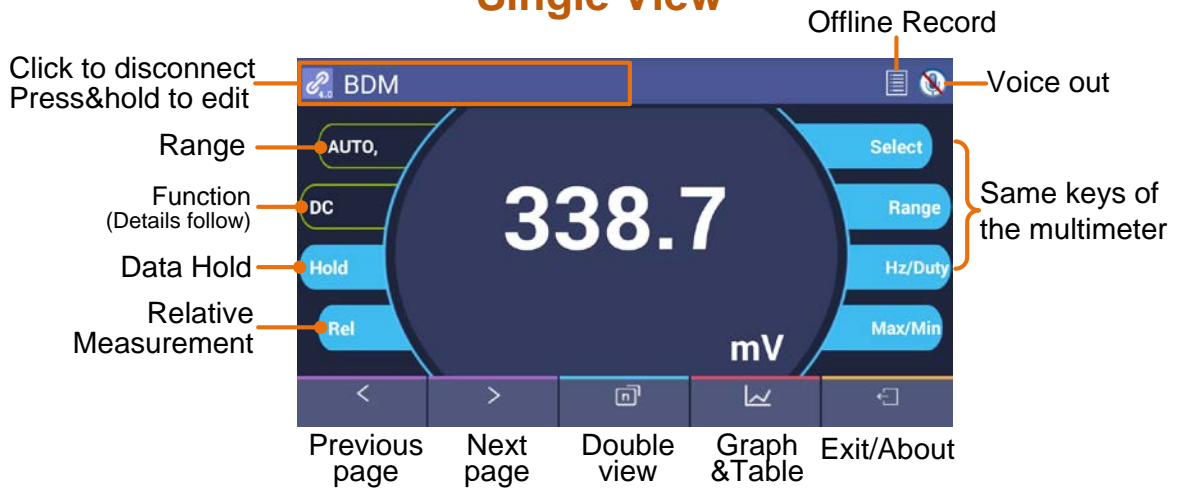 Single View
Offline Record
Click to disconnect
Press&hold to edit
4.0 BDM
Voice out
Range
AUTO,
Select
Function
(Details follow)
DC
338.7
Range
Same keys of
the multimeter
Data Hold
Hold
Hz/Duty
Relative
Measurement
Rel
mV
Max/Min
< > n
Previous
page
Next
page
Double
view
Graph
&Table
Exit/About